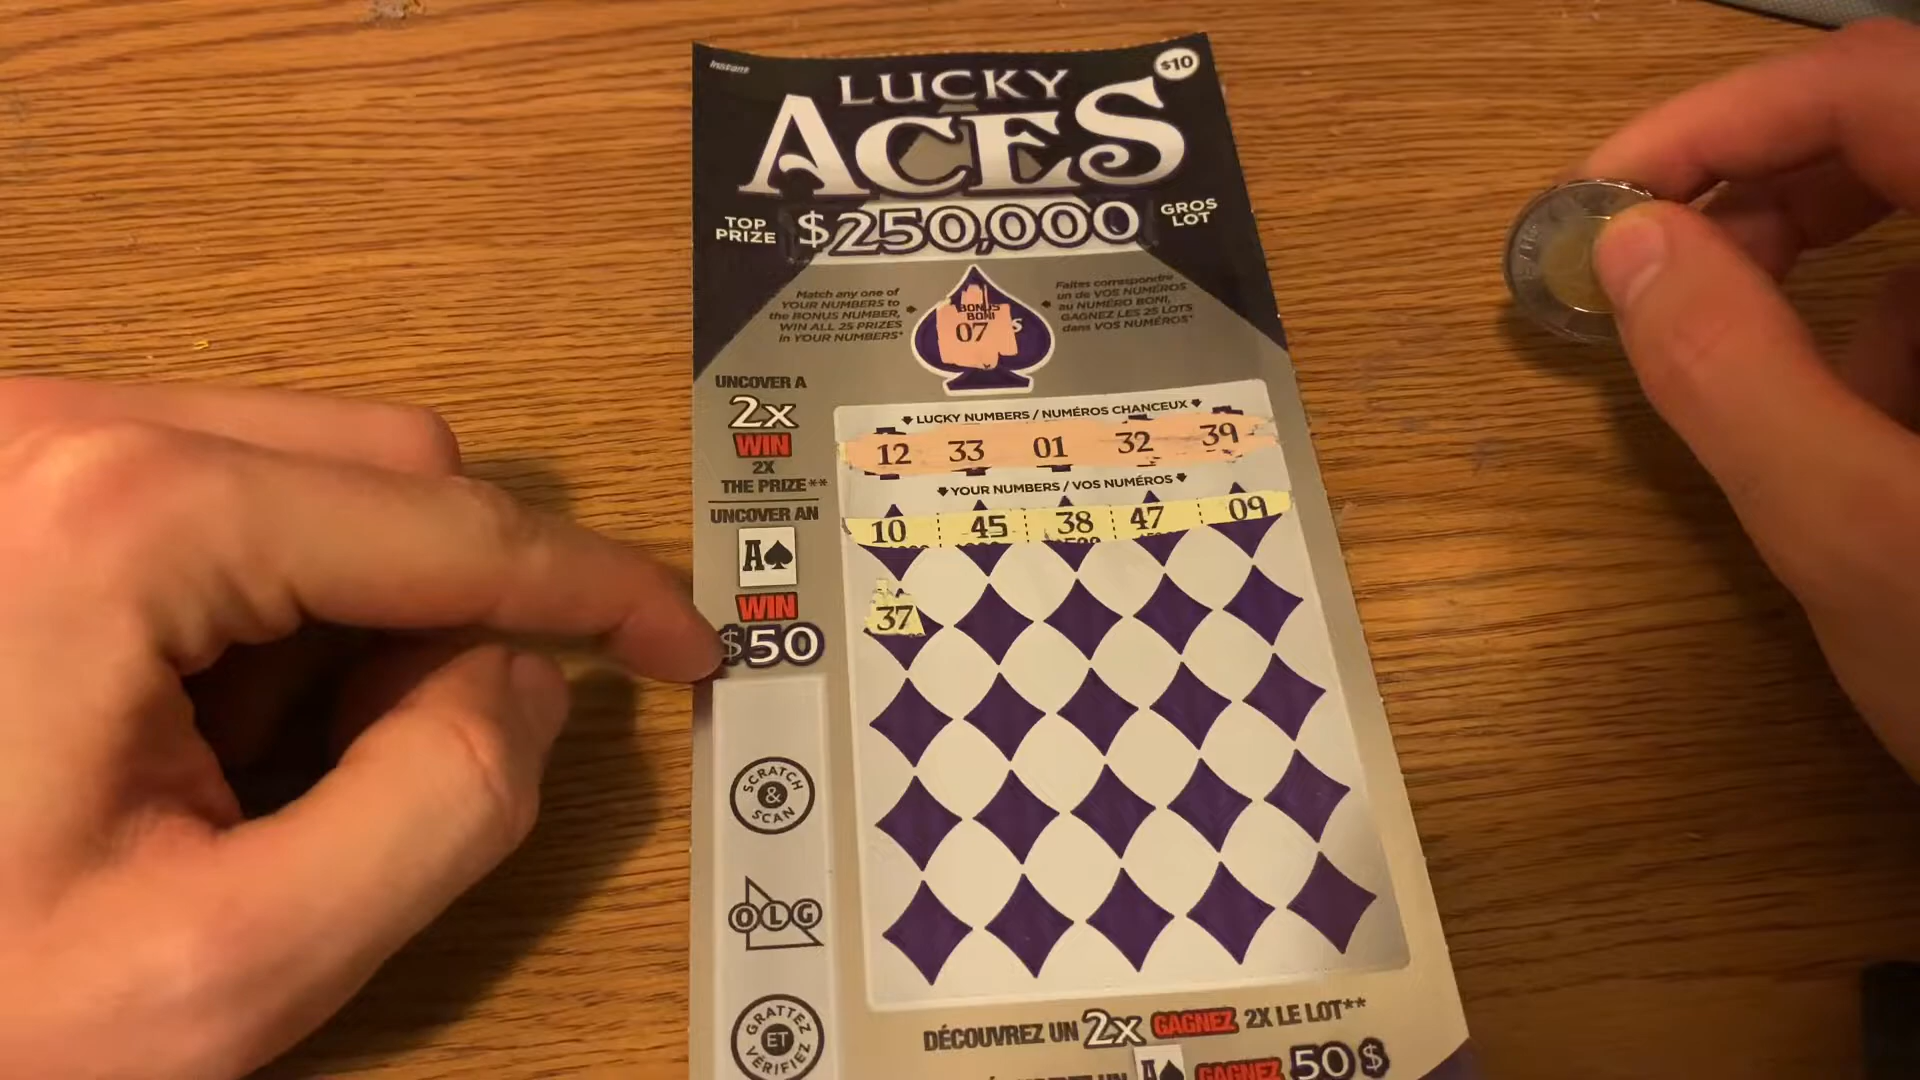 Instant
$10
LUCKY
ACES
TOP
PRIZE
$250,000
GROS
LOT
Match any one of
YOUR NUMBERS to
the BONUS NUMBER,
WIN ALL 25 PRIZES
in YOUR NUMBERS*
BONUS
BONI
07
Faites correspondre
un de VOS NUMÉROS
au NUMÉRO BONI,
GAGNEZ LES 25 LOTS
dans VOS NUMÉROS*
UNCOVER A
2X
WIN
2X
THE PRIZE**
UNCOVER AN
A
WIN
$50
LUCKY NUMBERS / NUMÉROS CHANCEUX
12 33 01 32 39
YOUR NUMBERS / VOS NUMÉROS
10 45 38 47 09
37
SCRATCH
&
SCAN
OLG
GRATTEZ
ET
VÉRIFIEZ
DÉCOUVREZ UN 2X GAGNEZ 2X LE LOT**
UN A GAGNEZ 50 $